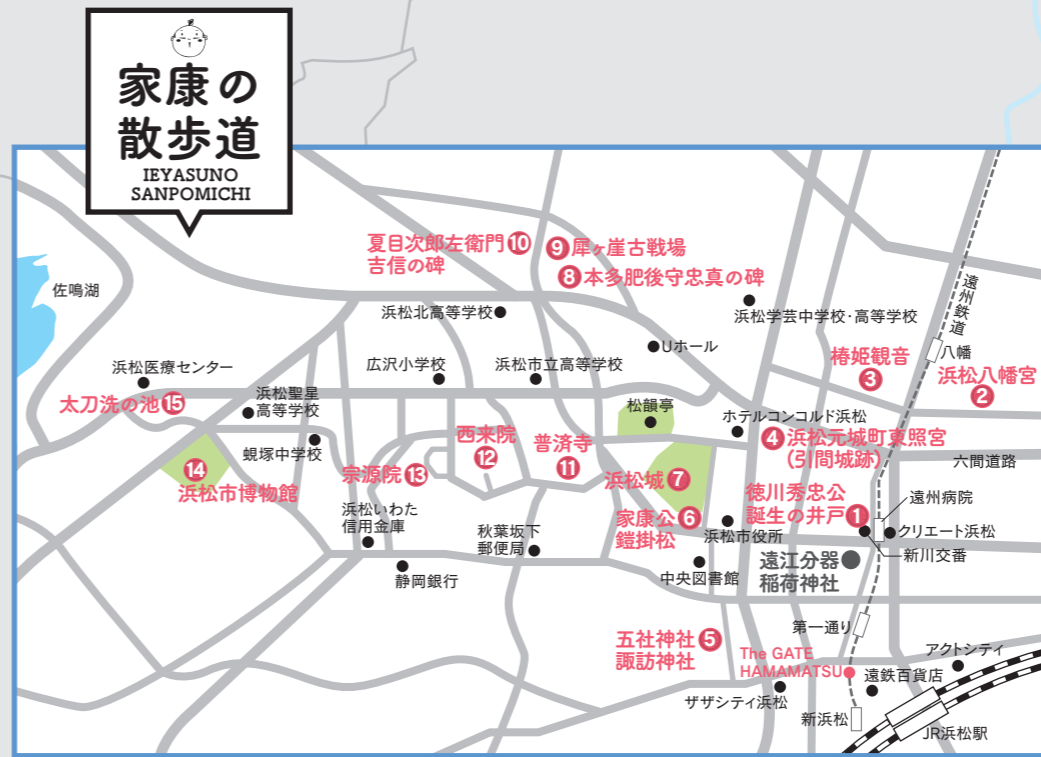 家康の
散歩道
IEYASUNO
SANPOMICHI
夏目次郎左衛門 10
吉信の碑
9 犀ヶ崖古戦場
8 本多肥後守忠真の碑
佐鳴湖
浜松北高等学校
浜松学芸中学校・高等学校
遠州鉄道
Uホール
八幡
椿姫観音
3
浜松八幡宮
2
浜松医療センター
広沢小学校
浜松市立高等学校
太刀洗の池 15
浜松聖星
高等学校
松韻亭
ホテルコンコルド浜松
4 浜松元城町東照宮
(引間城跡)
蜆塚中学校
西来院
12
普済寺
11
六間道路
14
浜松市博物館
宗源院 13
浜松城 7
徳川秀忠公
誕生の井戸 1
遠州病院
浜松いわた
信用金庫
秋葉坂下
郵便局
家康公 6
鎧掛松
浜松市役所
クリエート浜松
新川交番
静岡銀行
中央図書館
遠江分器
稲荷神社
第一通り
五社神社 5
諏訪神社
The GATE
HAMAMATSU
アクトシティ
遠鉄百貨店
ザザシティ浜松
新浜松
JR浜松駅